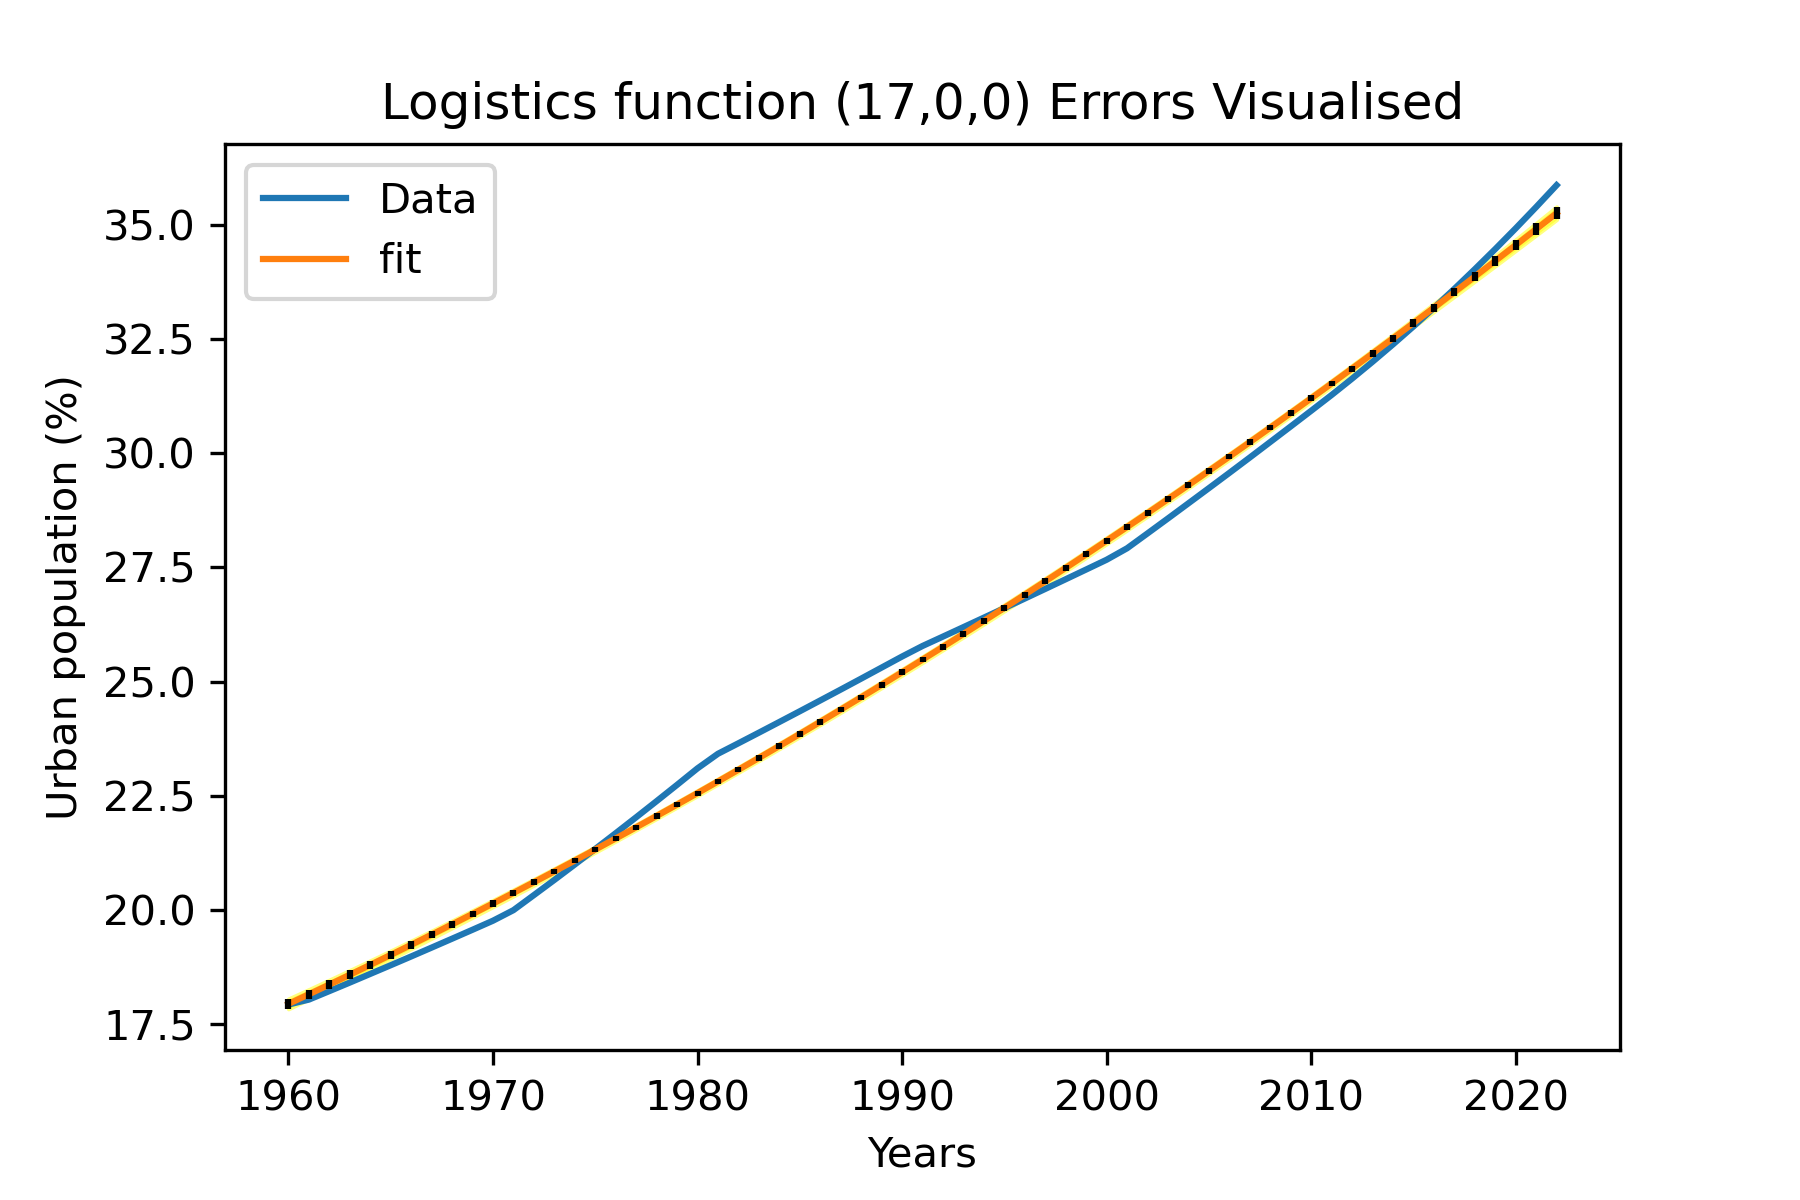 Logistics function (17,0,0) Errors Visualised
Data
fit
35.0
32.5
30.0
27.5
25.0
22.5
20.0
17.5
Urban population (%)
1960 1970 1980 1990 2000 2010 2020
Years